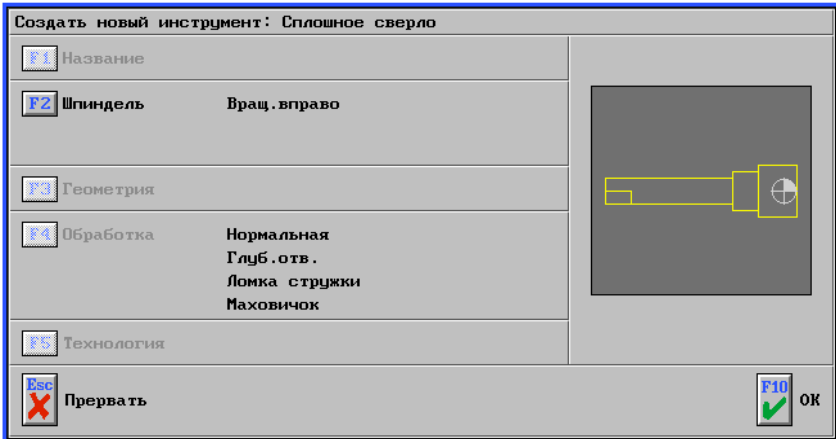 Создать новый инструмент: Сплошное сверло
F1 Название
F2 Шпиндель Вращ.вправо
F3 Геометрия
F4 Обработка Нормальная
Глуб.отв.
Ломка стружки
Маховичок
F5 Технология
Esc Прервать
F10 ОК